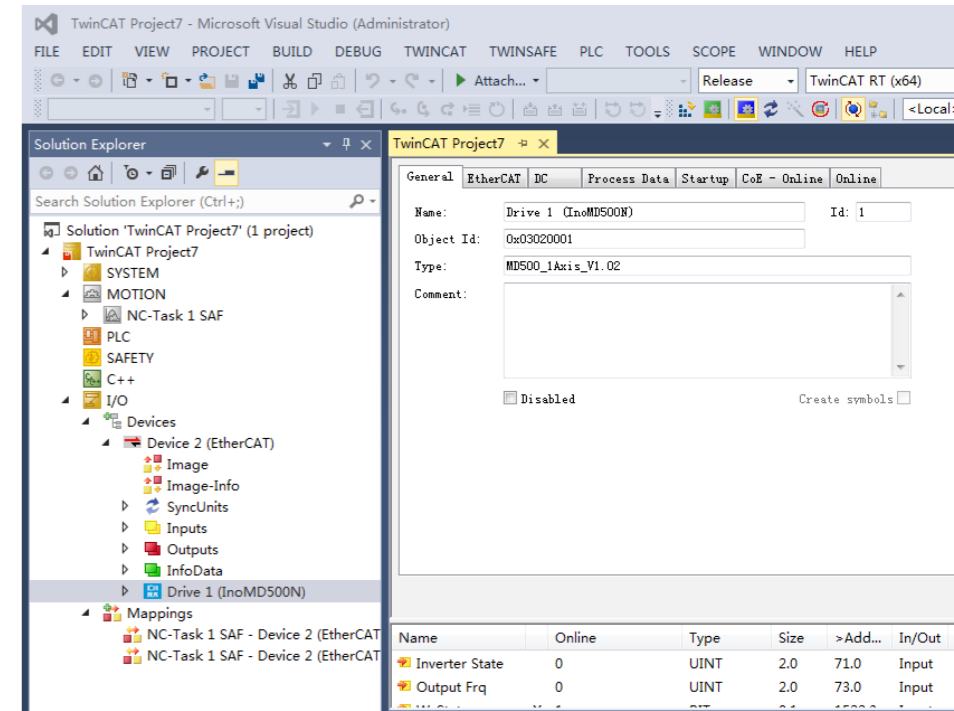 TwinCAT Project7 - Microsoft Visual Studio (Administrator)
FILE EDIT VIEW PROJECT BUILD DEBUG TWINCAT TWINSAFE PLC TOOLS SCOPE WINDOW HELP
Attach... Release TwinCAT RT (x64)
<Local>
Solution Explorer
Search Solution Explorer (Ctrl+;)
Solution 'TwinCAT Project7' (1 project)
TwinCAT Project7
SYSTEM
MOTION
NC-Task 1 SAF
PLC
SAFETY
C++
I/O
Devices
Device 2 (EtherCAT)
Image
Image-Info
SyncUnits
Inputs
Outputs
InfoData
Drive 1 (InoMD500N)
Mappings
NC-Task 1 SAF - Device 2 (EtherCAT
NC-Task 1 SAF - Device 2 (EtherCAT
TwinCAT Project7
General EtherCAT DC Process Data Startup CoE - Online Online
Name: Drive 1 (InoMD500N) Id: 1
Object Id: 0x03020001
Type: MD500_1Axis_V1.02
Comment:
Disabled Create symbols
Name Online Type Size >Add... In/Out
Inverter State 0 UINT 2.0 71.0 Input
Output Frq 0 UINT 2.0 73.0 Input